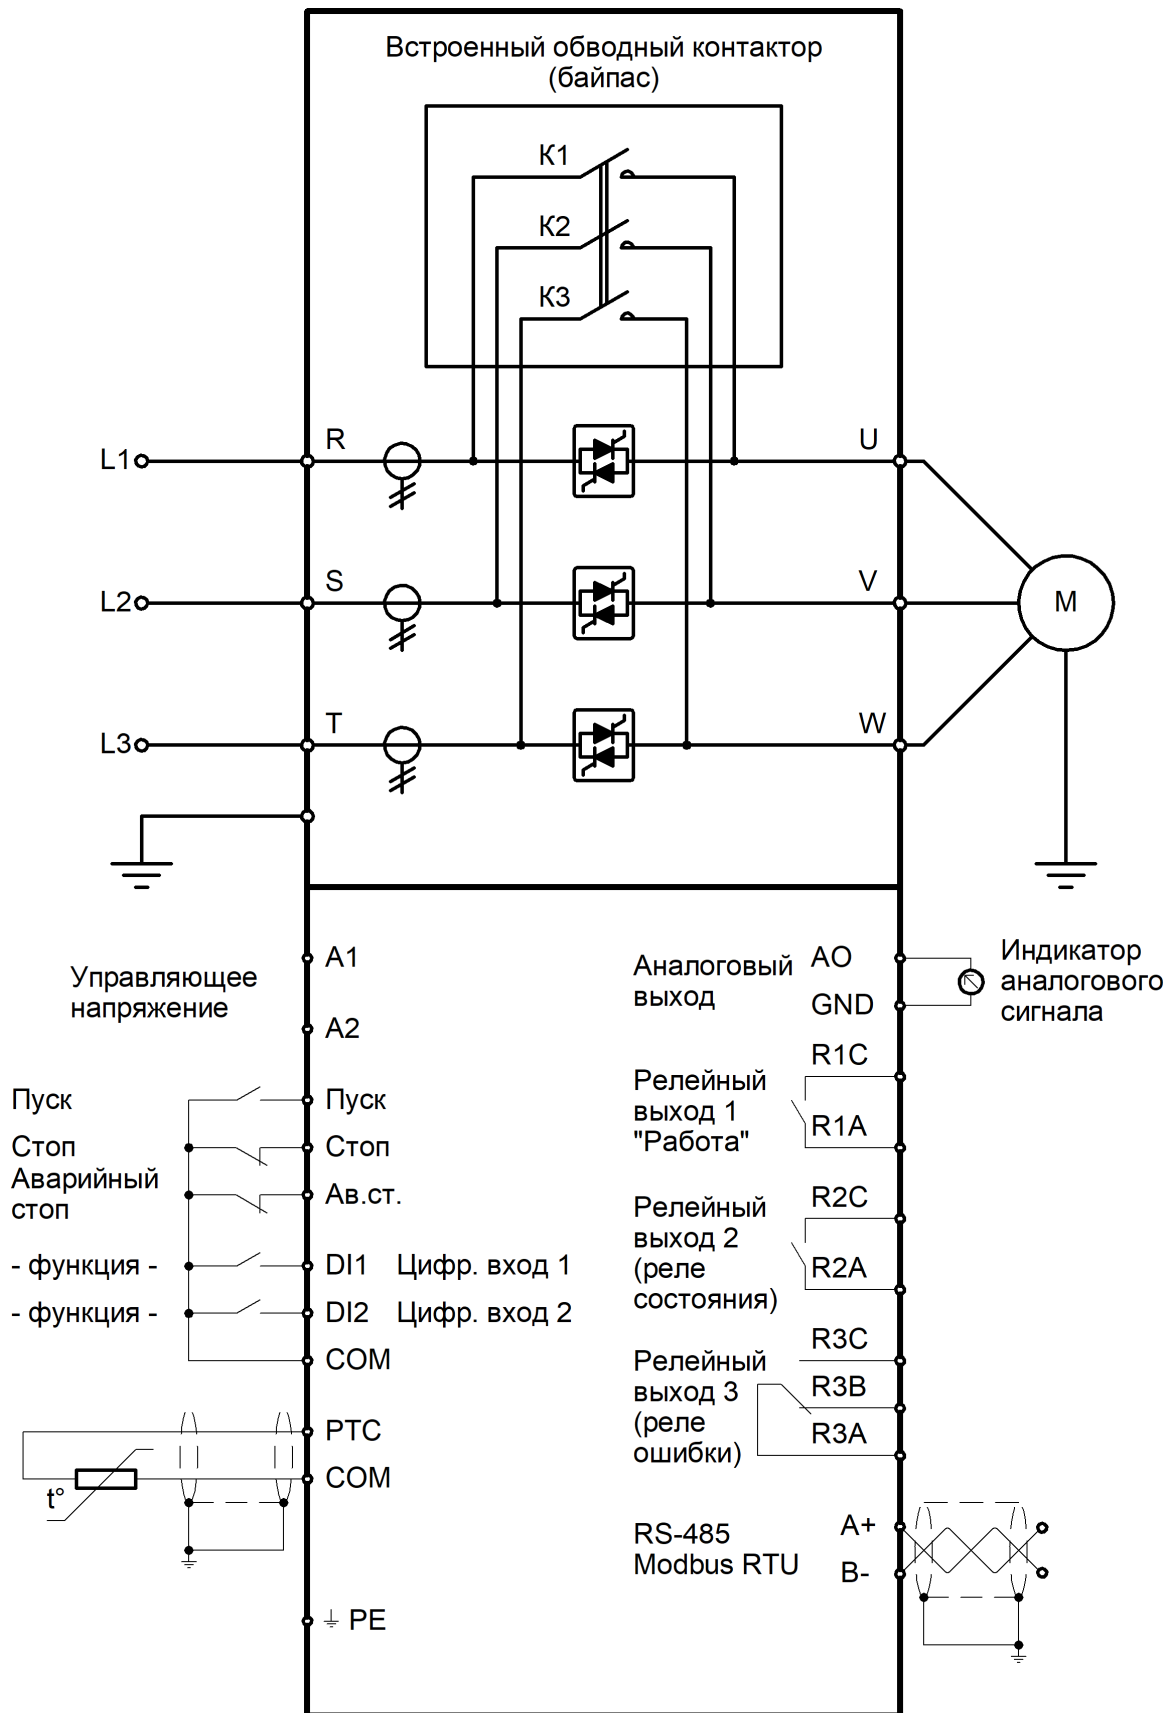 Встроенный обводный контактор
(байпас)
К1
К2
К3
L1
R
U
L2
S
V
M
L3
T
W
Управляющее
напряжение
A1
A2
Аналоговый
выход
AO
GND
Индикатор
аналогового
сигнала
Пуск
Пуск
Стоп
Стоп
Аварийный
стоп
Ав.ст.
- функция -
DI1
Цифр. вход 1
- функция -
DI2
Цифр. вход 2
COM
PTC
COM
t°
PE
Релейный
выход 1
"Работа"
R1C
R1A
Релейный
выход 2
(реле
состояния)
R2C
R2A
Релейный
выход 3
(реле
ошибки)
R3C
R3B
R3A
RS-485
Modbus RTU
A+
B-